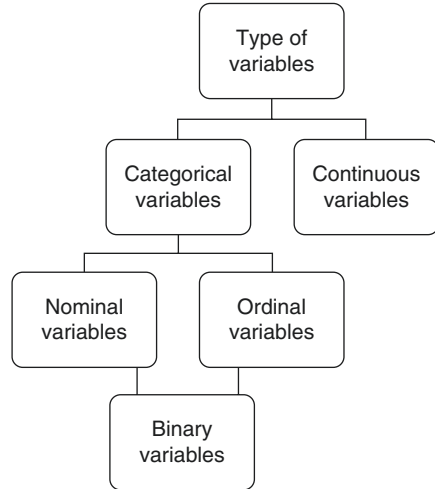 Type of
variables
Categorical
variables
Continuous
variables
Nominal
variables
Ordinal
variables
Binary
variables